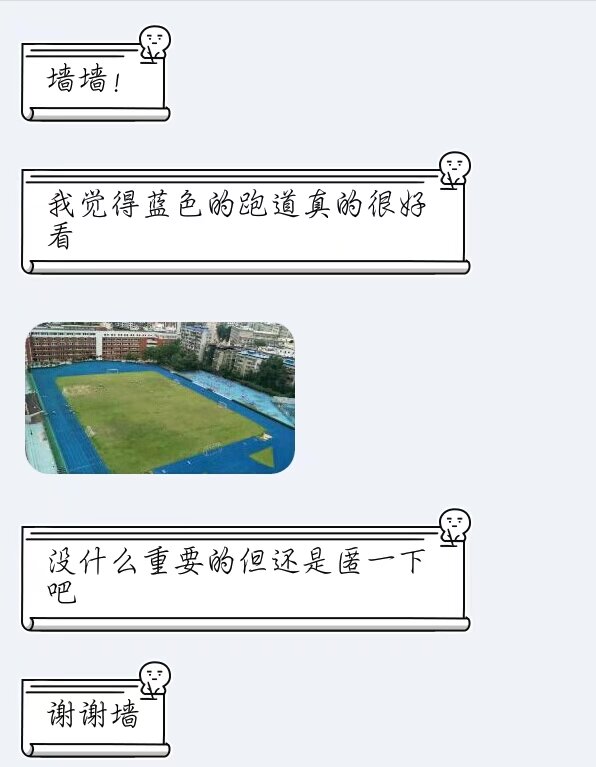 墙墙！
我觉得蓝色的跑道真的很好
看
没什么重要的但还是匿一下
吧
谢谢墙